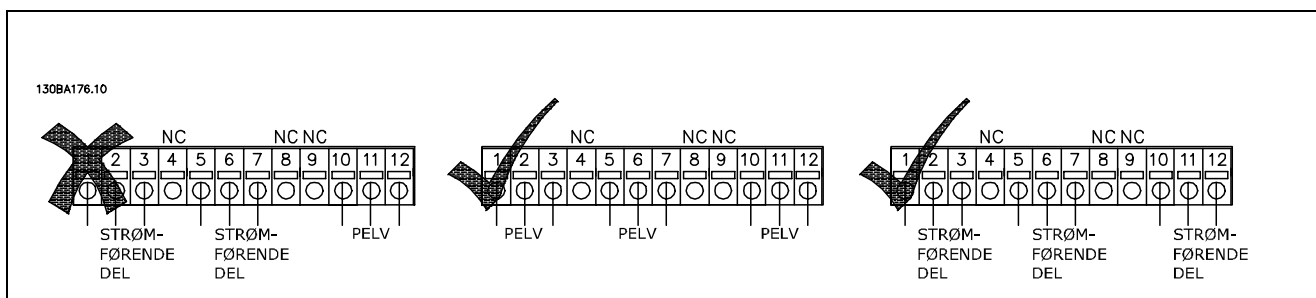 130BA176.10
NC NC NC
2 3 4 5 6 7 8 9 10 11 12
STRØM-
FØRENDE
DEL
STRØM-
FØRENDE
DEL
PELV
NC NC NC
1 2 3 4 5 6 7 8 9 10 11 12
PELV PELV PELV
NC NC NC
1 2 3 4 5 6 7 8 9 10 11 12
STRØM-
FØRENDE
DEL
STRØM-
FØRENDE
DEL
STRØM-
FØRENDE
DEL